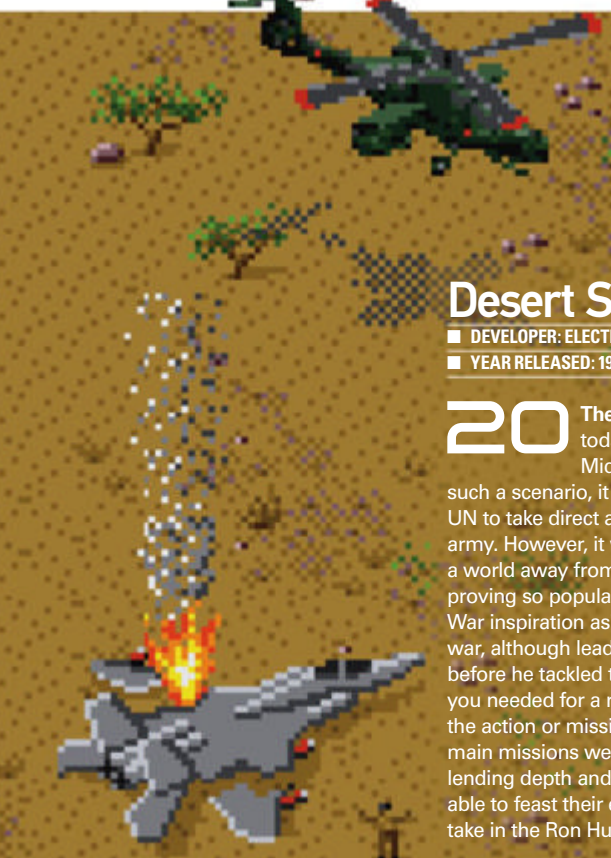 Desert S
■ DEVELOPER: ELECT
■ YEAR RELEASED: 19
20 The
tod
Mic
such a scenario, it
UN to take direct a
army. However, it
a world away from
proving so popula
War inspiration as
war, although lead
before he tackled t
you needed for a
the action or missi
main missions we
lending depth and
able to feast their
take in the Ron Hu